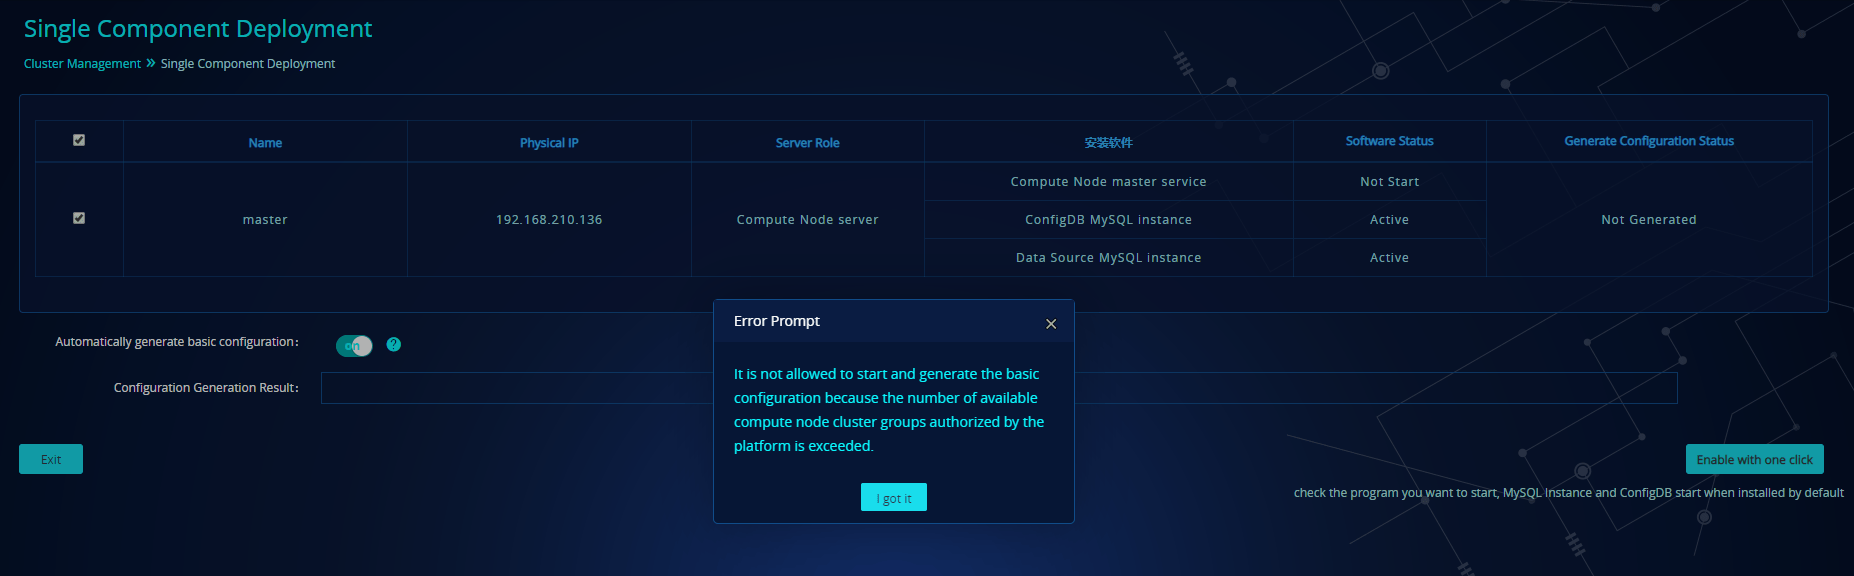 Single Component Deployment
Cluster Management » Single Component Deployment
Name Physical IP Server Role 安装软件 Software Status Generate Configuration Status
Compute Node master service Not Start
master 192.168.210.136 Compute Node server ConfigDB MySQL instance Active Not Generated
Data Source MySQL instance Active
Error Prompt ×
Automatically generate basic configuration: on ?
It is not allowed to start and generate the basic
Configuration Generation Result:
configuration because the number of available
compute node cluster groups authorized by the
platform is exceeded.
Exit
Enable with one click
I got it
check the program you want to start, MySQL Instance and ConfigDB start when installed by default